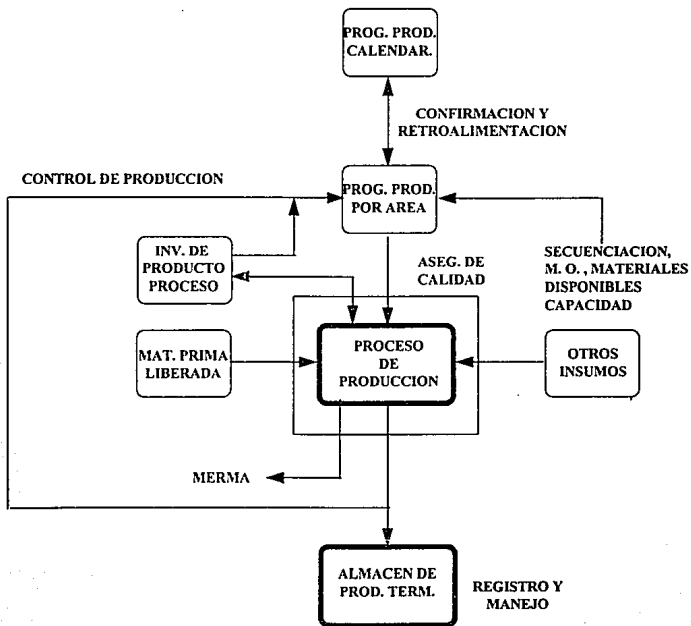 PROG. PROD.
CALENDAR.
CONFIRMACION Y
RETROALIMENTACION
CONTROL DE PRODUCCION
PROG. PROD.
POR AREA
INV. DE
PRODUCTO
PROCESO
ASEG. DE
CALIDAD
SECUENCIACION,
M. O. , MATERIALES
DISPONIBLES
CAPACIDAD
MAT. PRIMA
LIBERADA
PROCESO
DE
PRODUCCION
OTROS
INSUMOS
MERMA
ALMACEN DE
PROD. TERM.
REGISTRO Y
MANEJO